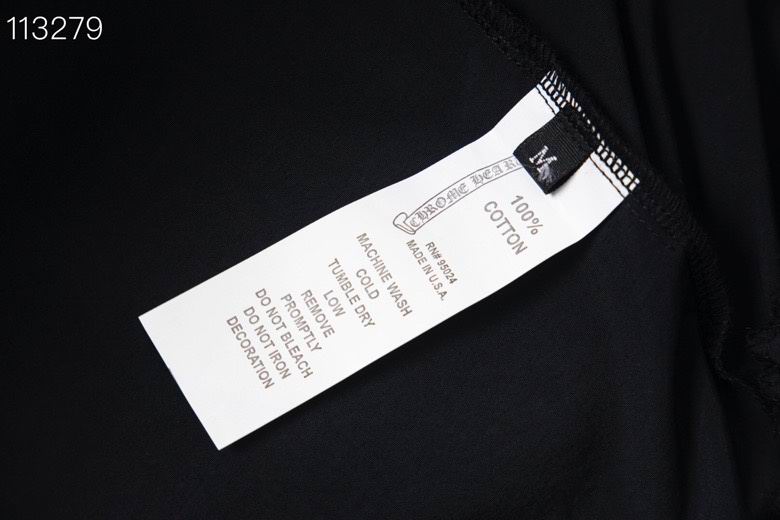 113279
M
CHROME HEAR
100%
COTTON
RN# 95024
MADE IN U.S.A.
MACHINE WASH
COLD
TUMBLE DRY
LOW
REMOVE
PROMPTLY
DO NOT BLEACH
DO NOT IRON
DECORATION